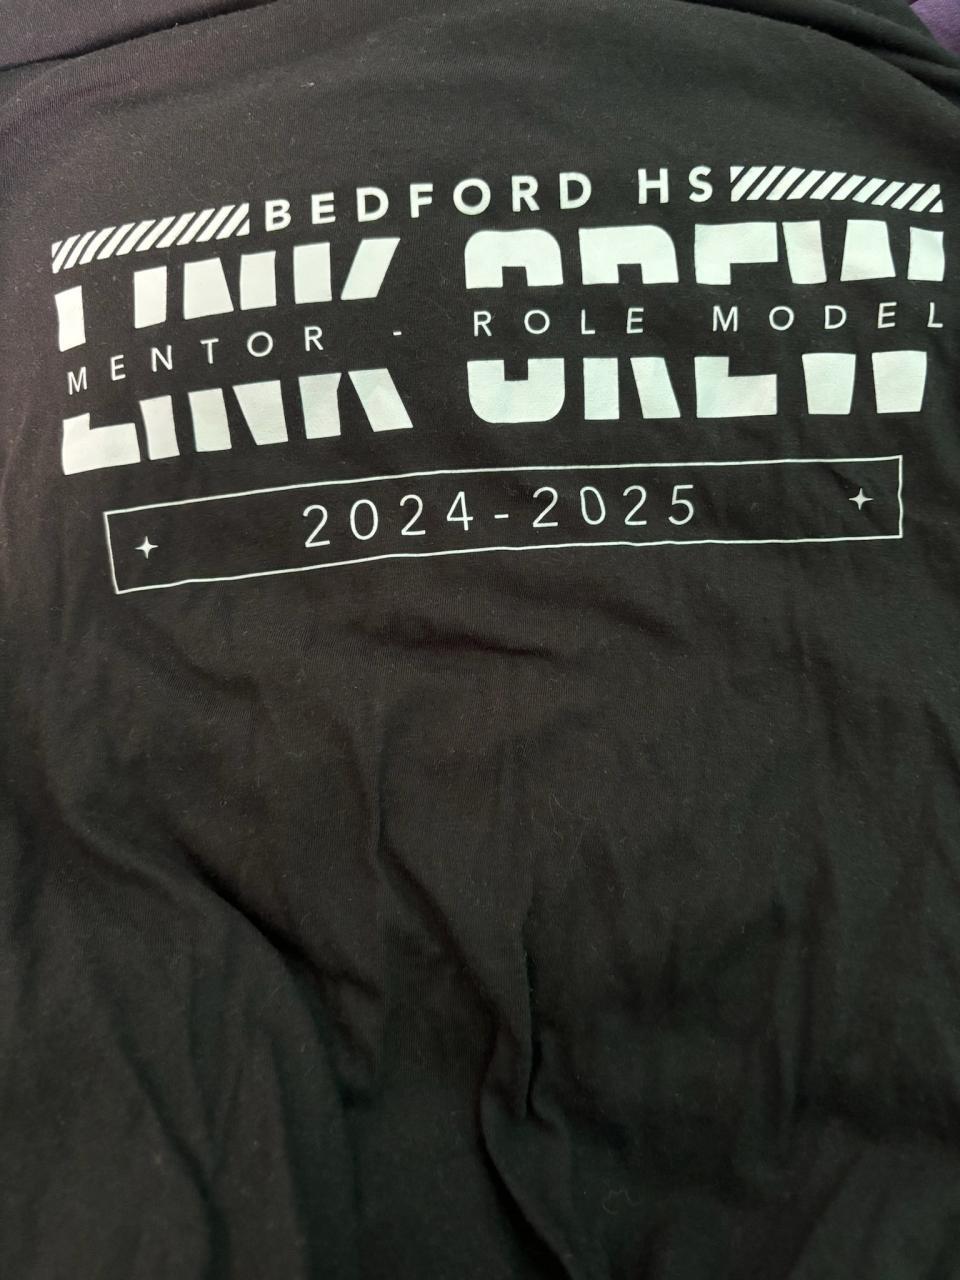 BEDFORD HS
LINK CREW
MENTOR - ROLE MODEL
2024-2025